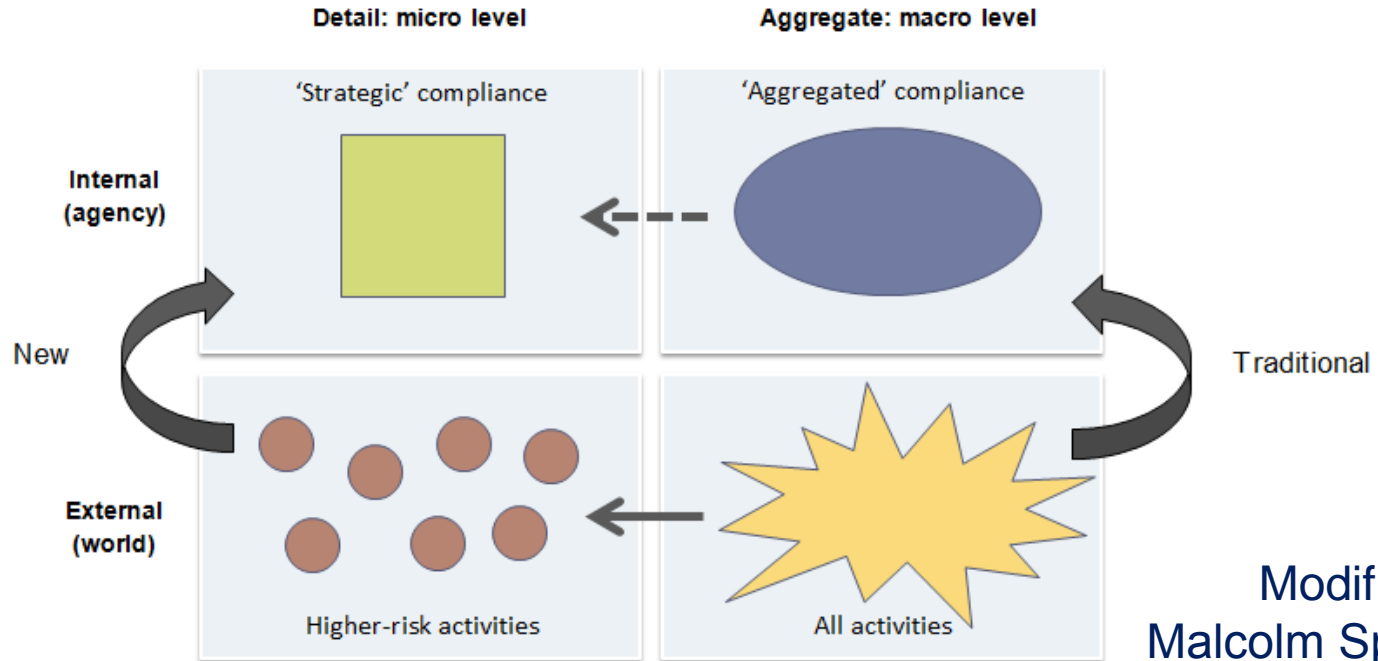 Detail: micro level
Aggregate: macro level
‘Strategic’ compliance
‘Aggregated’ compliance
Internal
(agency)
New
Traditional
External
(world)
Higher-risk activities
All activities
Malcolm